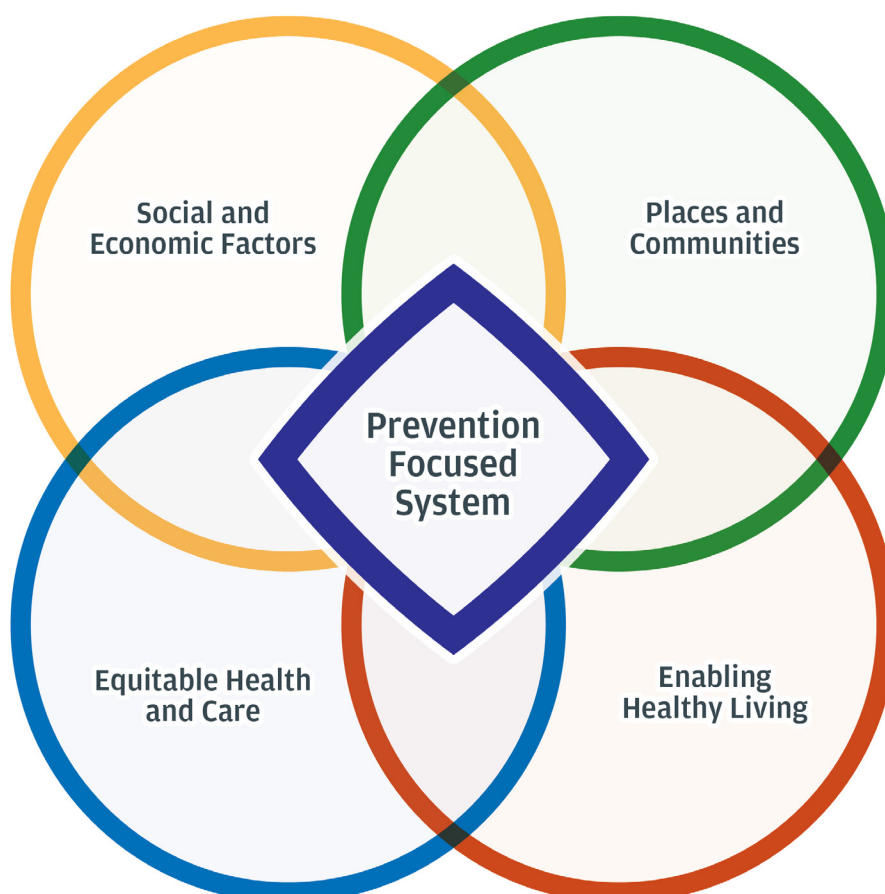 Social and
Economic Factors
Places and
Communities
Prevention
Focused
System
Equitable Health
and Care
Enabling
Healthy Living